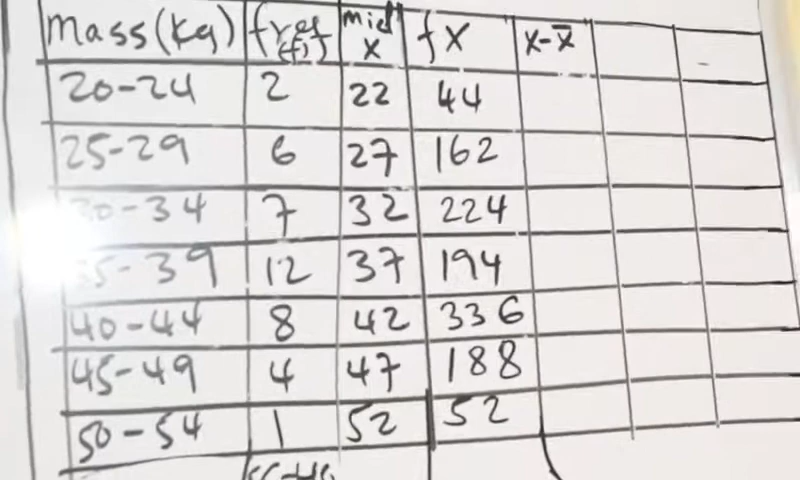 Mass(Kg) freq (f) mid x fx x-x̄
20-24 2 22 44
25-29 6 27 162
30-34 7 32 224
35-39 12 37 194
40-44 8 42 336
45-49 4 47 188
50-54 1 52 52